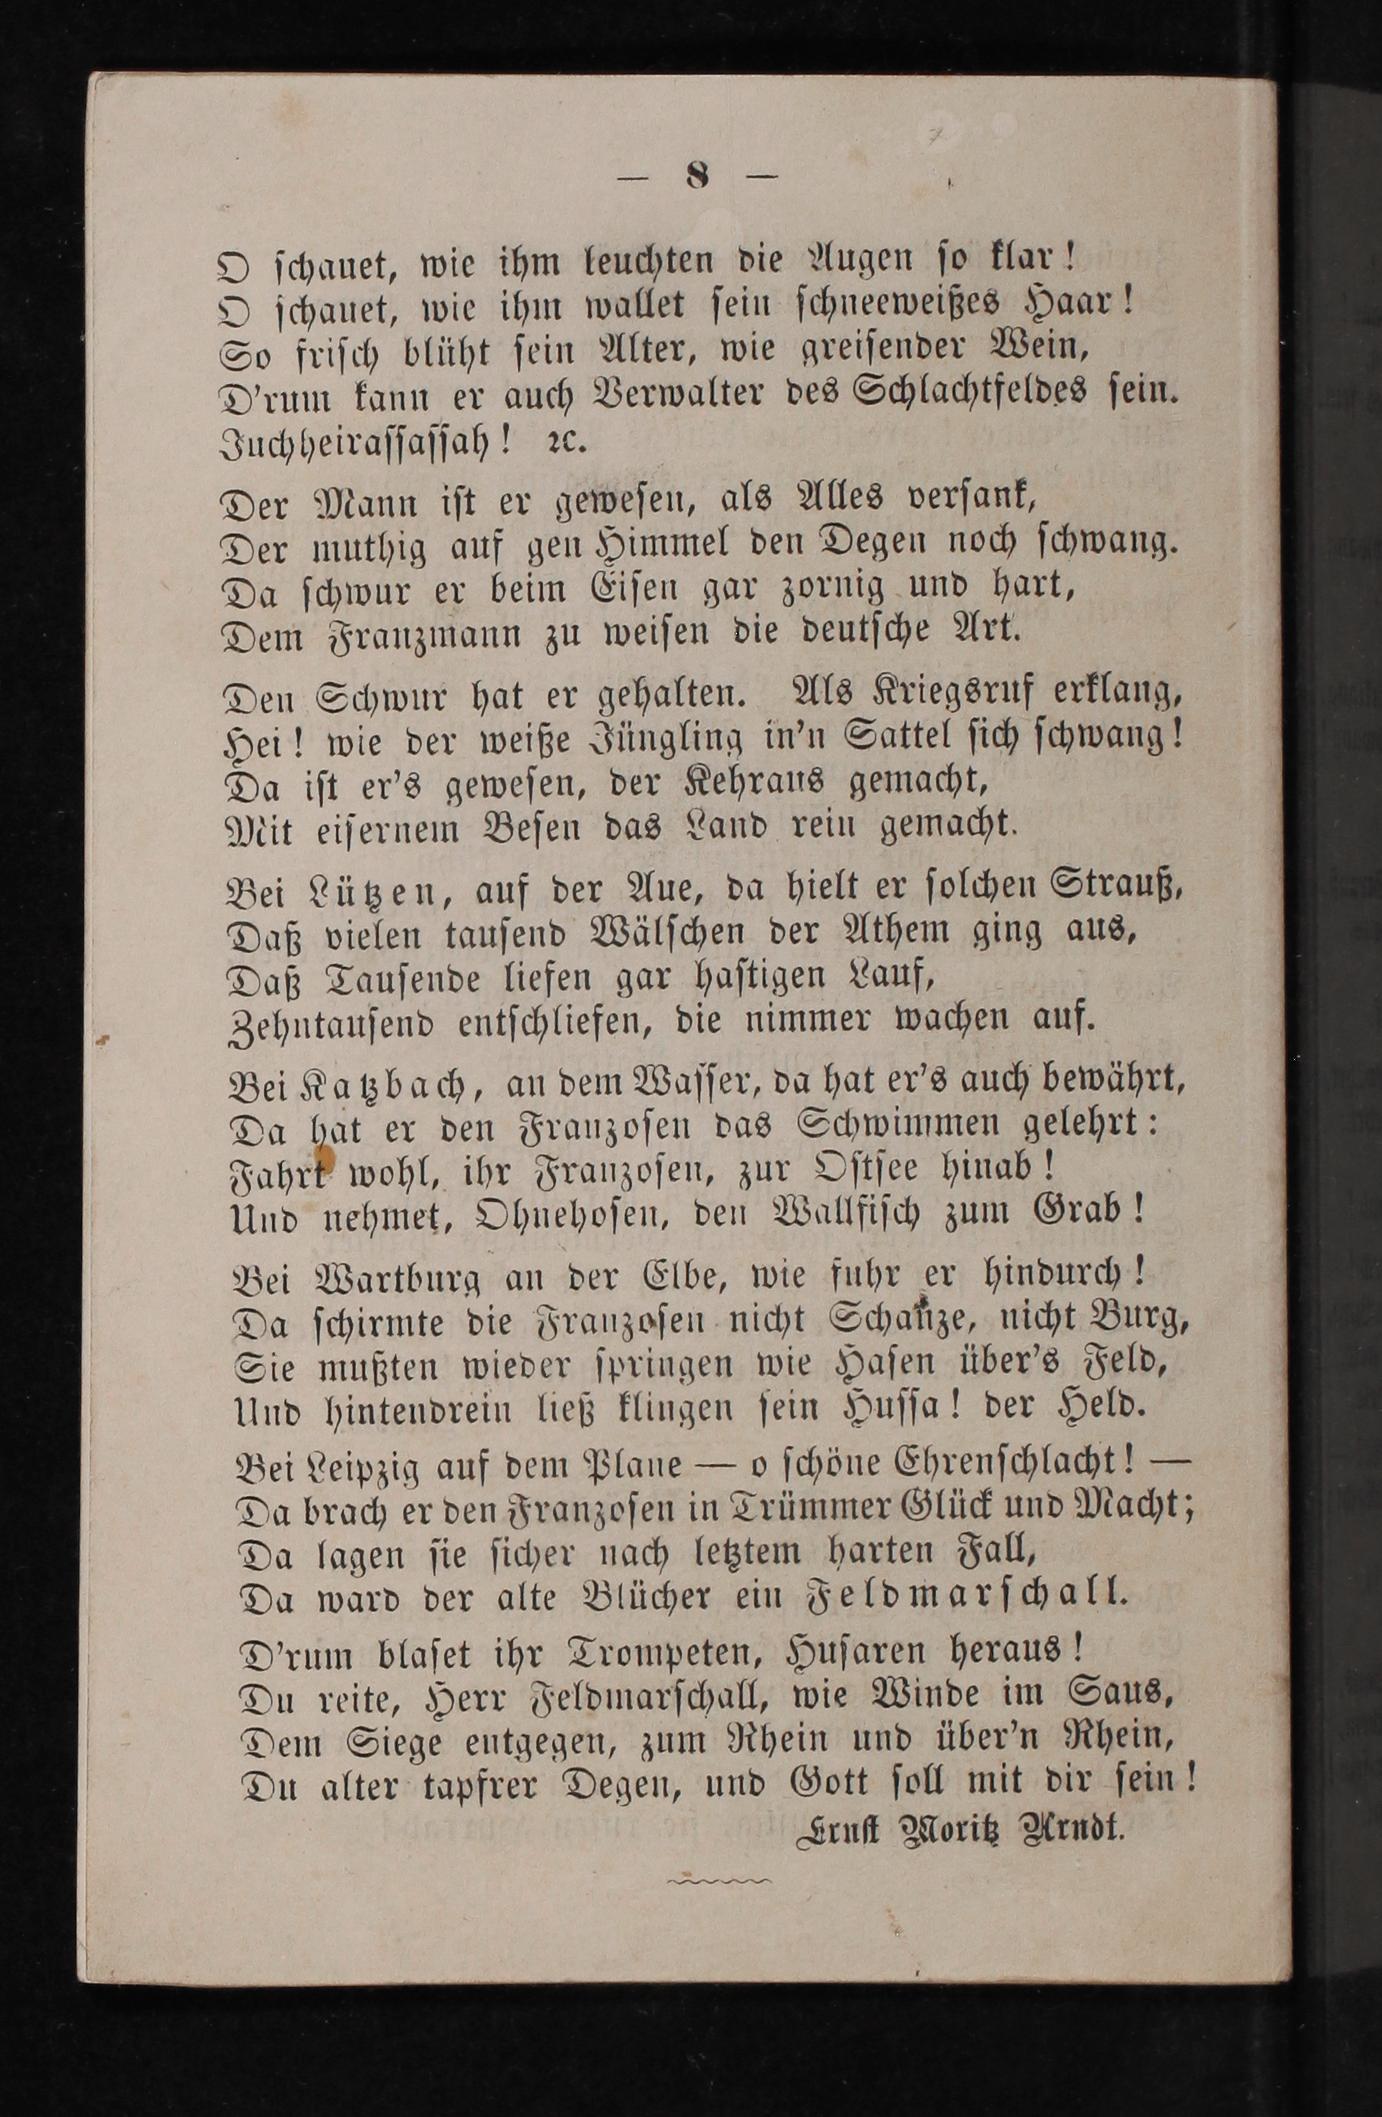 — 8 —
O schauet, wie ihm leuchten die Augen so klar!
O schauet, wie ihm wallet sein schneeweißes Haar!
So frisch blüht sein Alter, wie greisender Wein,
D'rum kann er auch Verwalter des Schlachtfeldes sein.
Juchheirassassah! ꝛc.
Der Mann ist er gewesen, als Alles versank,
Der muthig auf gen Himmel den Degen noch schwang.
Da schwur er beim Eisen gar zornig und hart,
Dem Franzmann zu weisen die deutsche Art.
Den Schwur hat er gehalten. Als Kriegsruf erklang,
Hei! wie der weiße Jüngling in'n Sattel sich schwang!
Da ist er's gewesen, der Kehraus gemacht,
Mit eisernem Besen das Land rein gemacht.
Bei Lützen, auf der Aue, da hielt er solchen Strauß,
Daß vielen tausend Wälschen der Athem ging aus,
Daß Tausende liefen gar hastigen Lauf,
Zehntausend entschliefen, die nimmer wachen auf.
Bei Katzbach, an dem Wasser, da hat er's auch bewährt,
Da hat er den Franzosen das Schwimmen gelehrt:
Fahrt wohl, ihr Franzosen, zur Ostsee hinab!
Und nehmet, Ohnehosen, den Wallfisch zum Grab!
Bei Wartburg an der Elbe, wie fuhr er hindurch!
Da schirmte die Franzosen nicht Schanze, nicht Burg,
Sie mußten wieder springen wie Hasen über's Feld,
Und hintendrein ließ klingen sein Hussa! der Held.
Bei Leipzig auf dem Plane — o schöne Ehrenschlacht! —
Da brach er den Franzosen in Trümmer Glück und Macht;
Da lagen sie sicher nach letztem harten Fall,
Da ward der alte Blücher ein Feldmarschall.
D'rum blaset ihr Trompeten, Husaren heraus!
Du reite, Herr Feldmarschall, wie Winde im Saus,
Dem Siege entgegen, zum Rhein und über'n Rhein,
Du alter tapfrer Degen, und Gott soll mit dir sein!
Ernst Moritz Arndt.